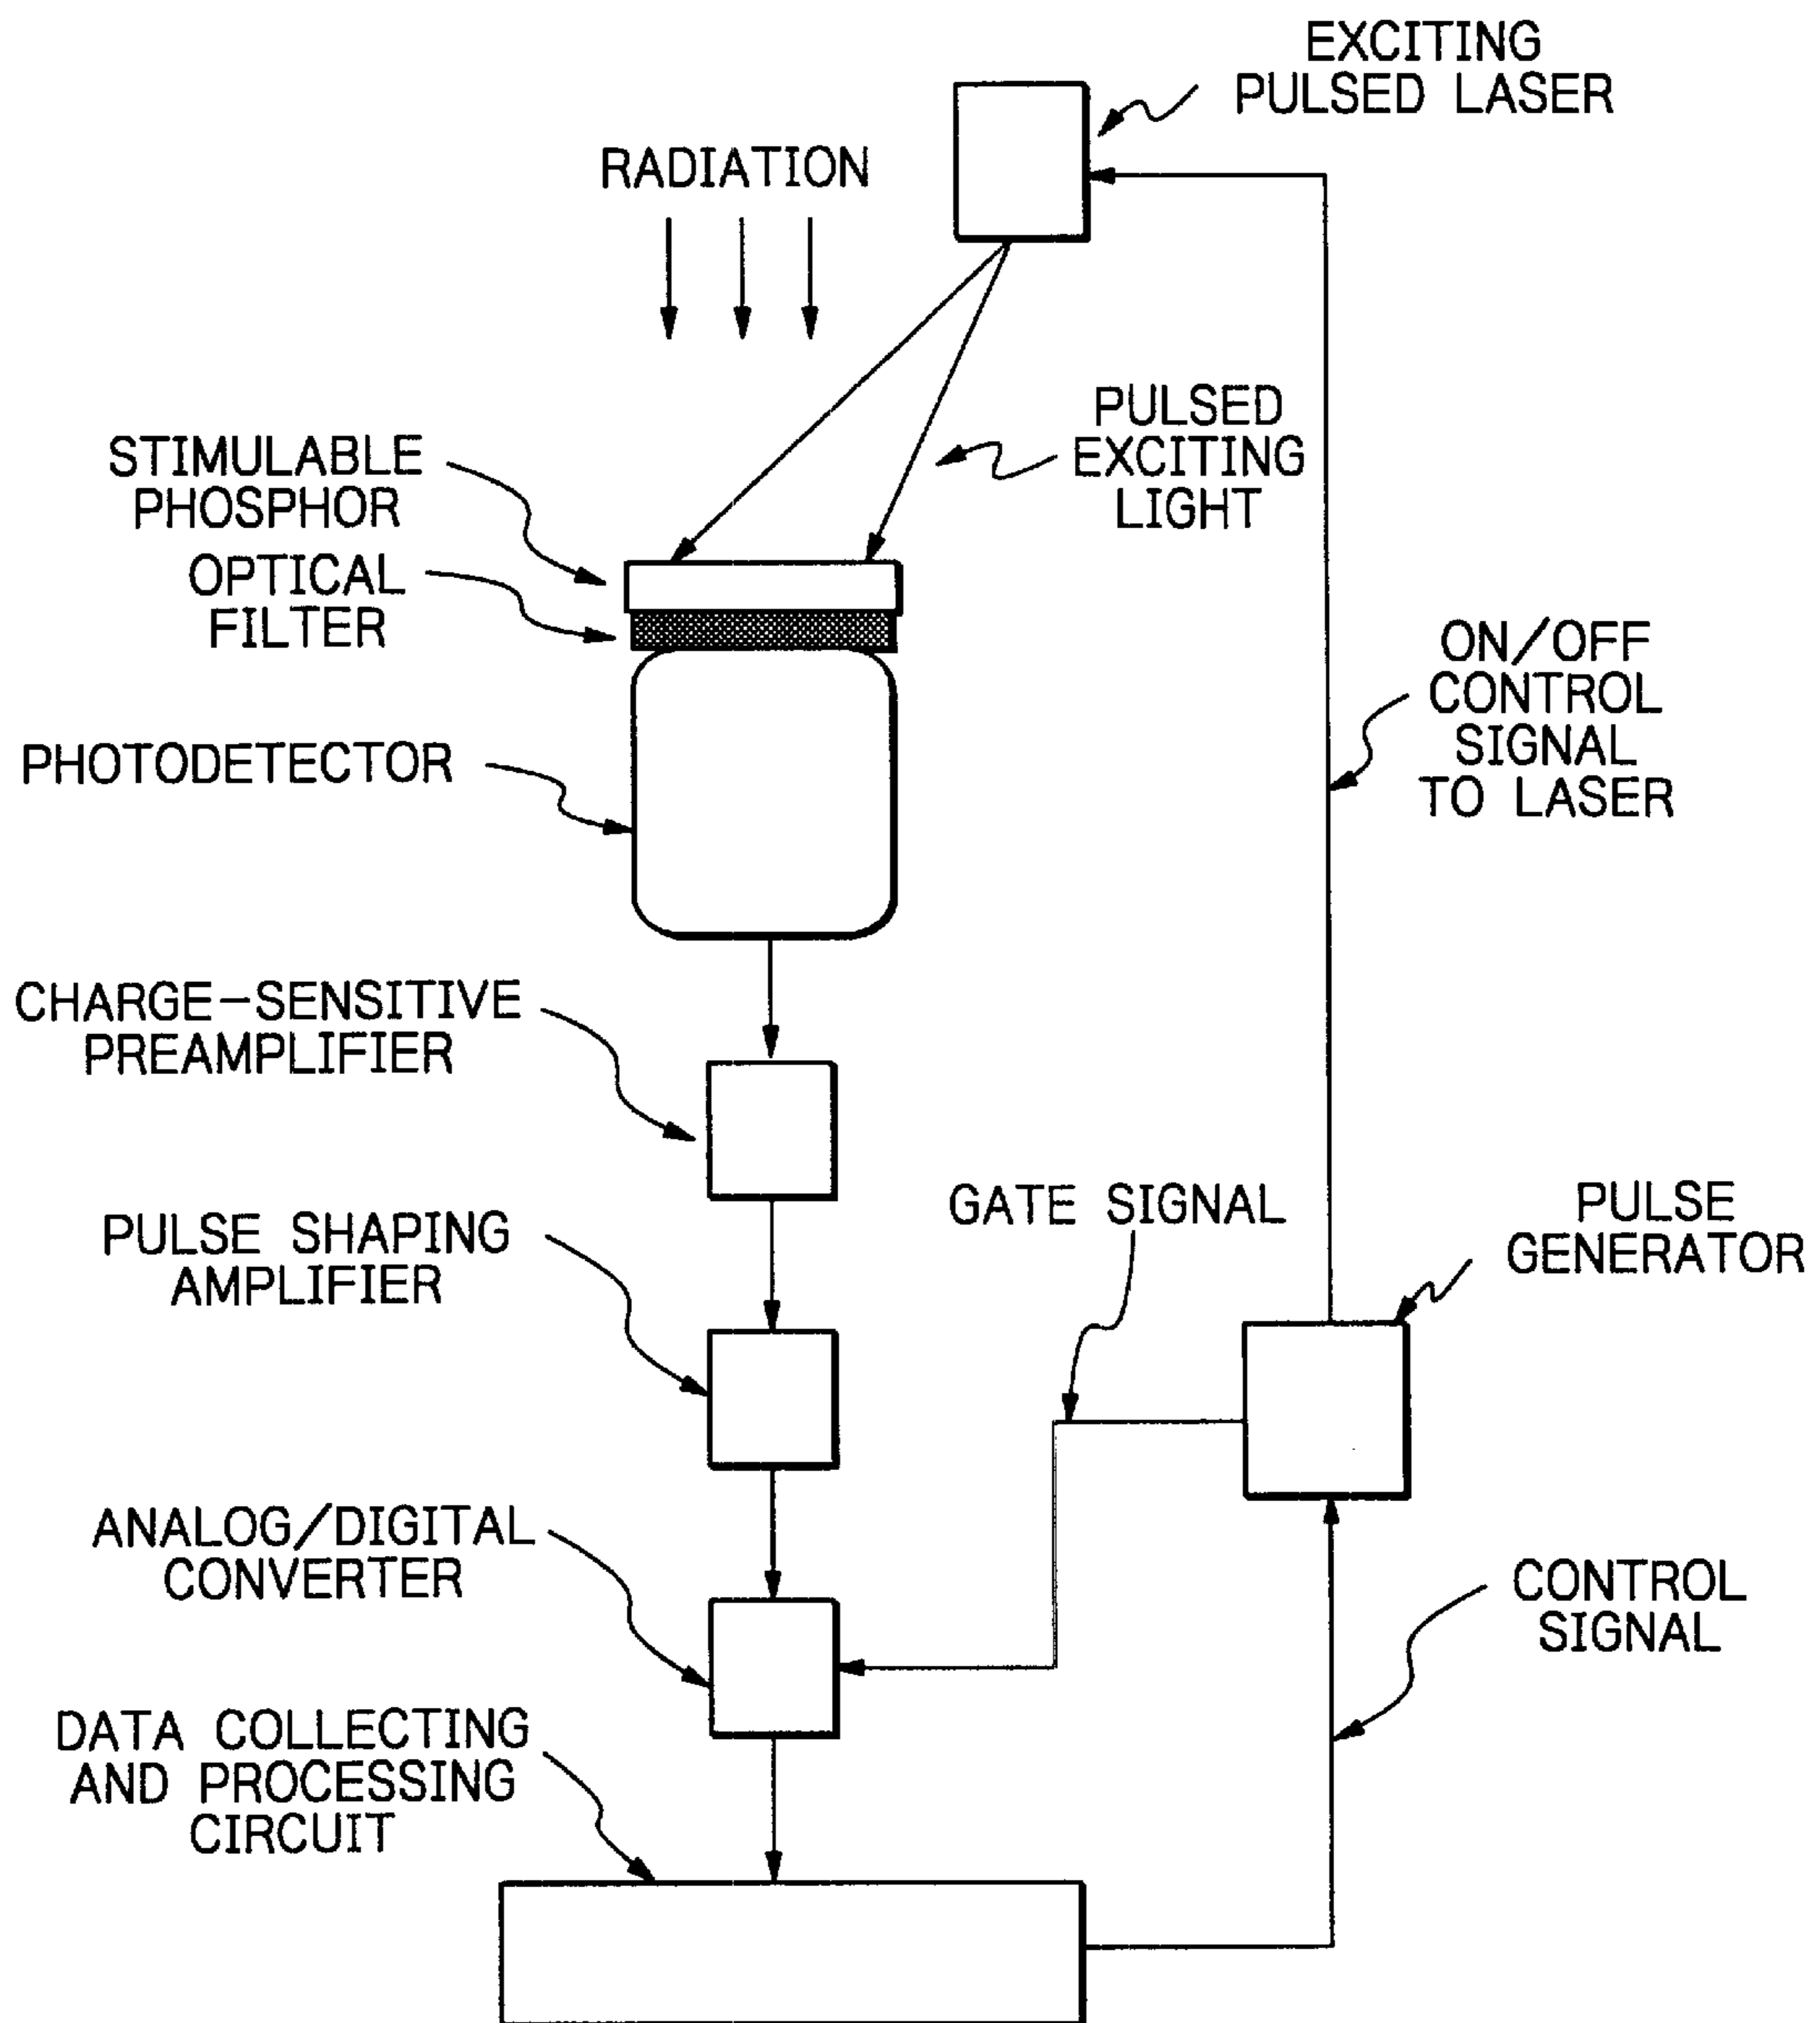 EXCITING
PULSED LASER
RADIATION
PULSED
EXCITING
LIGHT
STIMULABLE
PHOSPHOR
OPTICAL
FILTER
ON/OFF
CONTROL
SIGNAL
TO LASER
PHOTODETECTOR
CHARGE-SENSITIVE
PREAMPLIFIER
GATE SIGNAL
PULSE
GENERATOR
PULSE SHAPING
AMPLIFIER
ANALOG/DIGITAL
CONVERTER
CONTROL
SIGNAL
DATA COLLECTING
AND PROCESSING
CIRCUIT